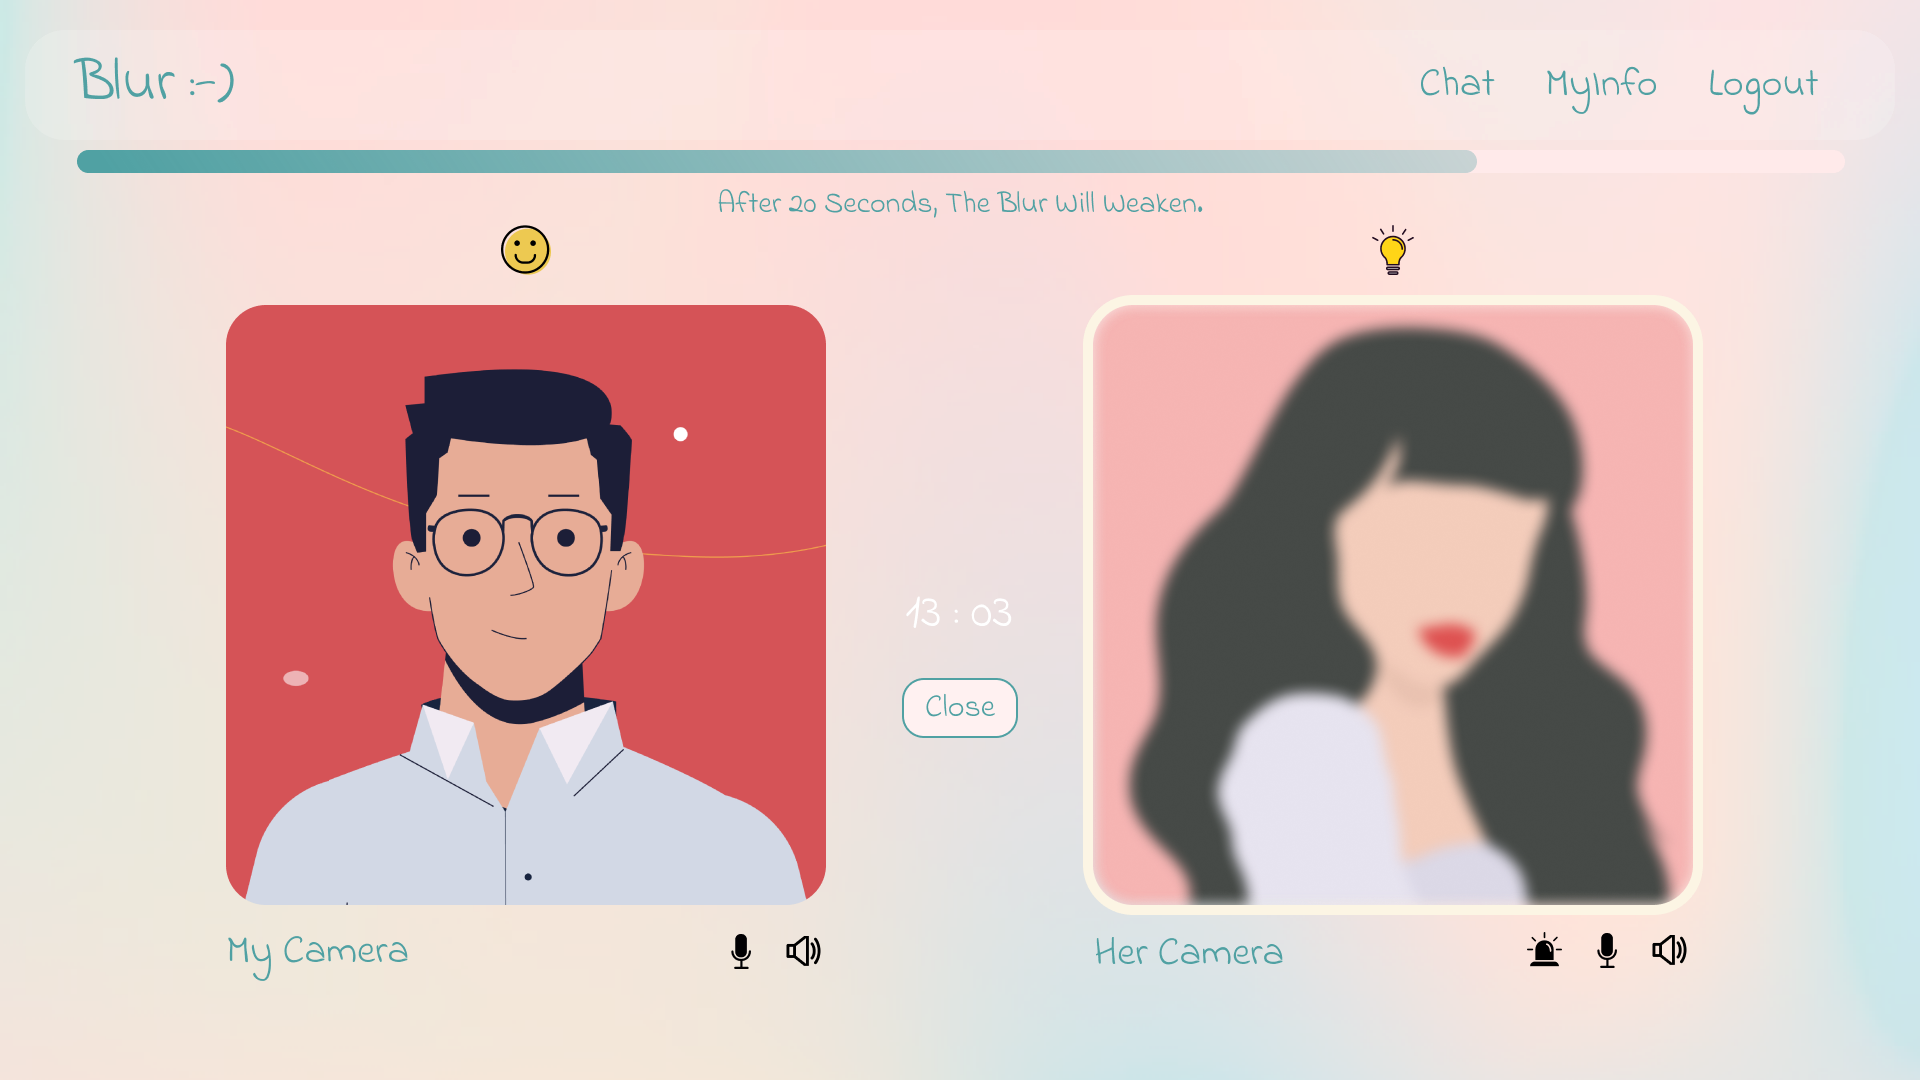 Blur :-)
Chat MyInfo Logout
After 20 Seconds, The Blur Will Weaken.
13 : 03
Close
My Camera
Her Camera